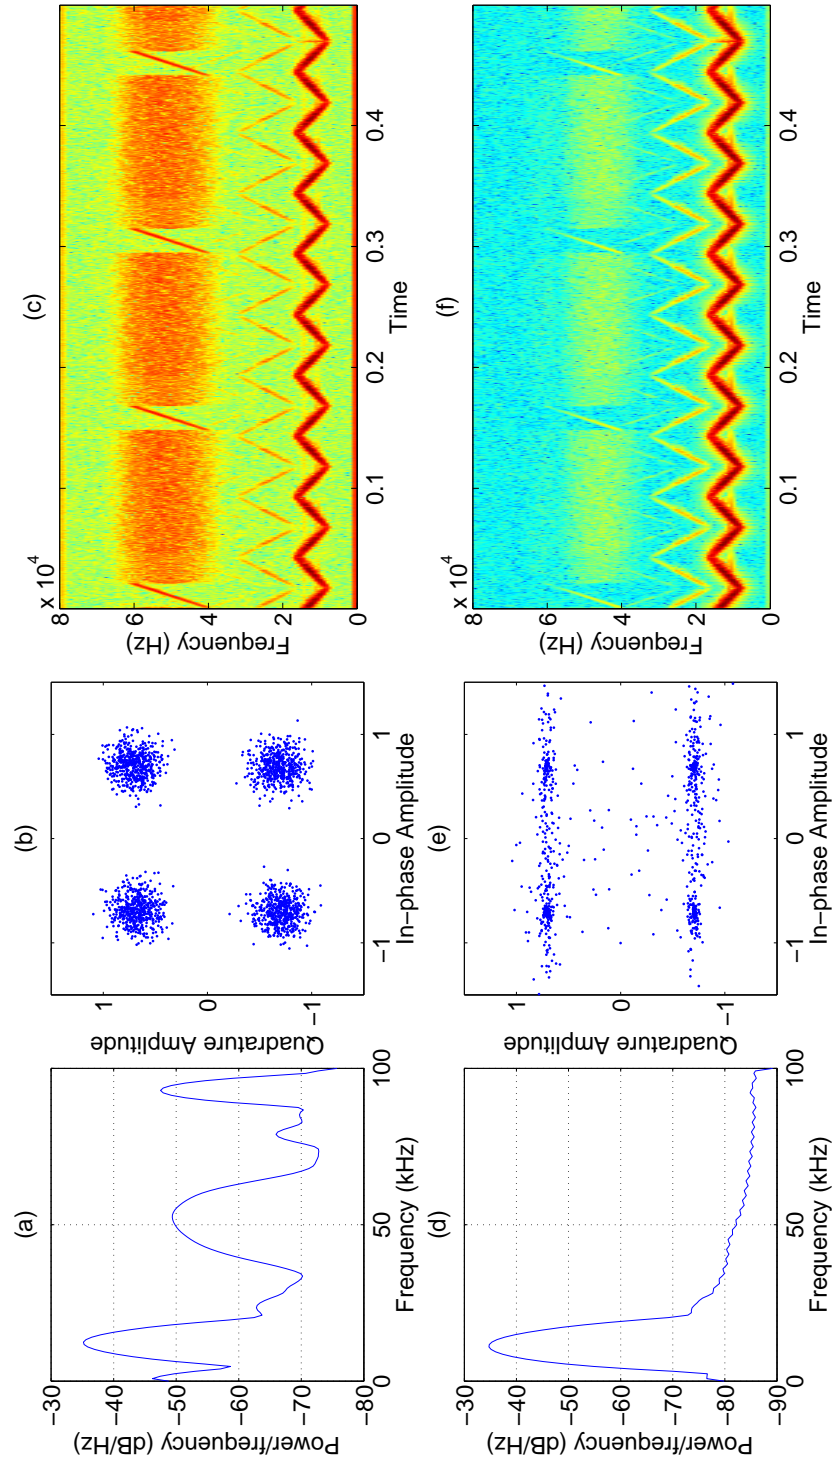 (a)
Power/frequency (dB/Hz)
−30
−40
−50
−60
−70
−80
0
50
100
Frequency (kHz)
(b)
Quadrature Amplitude
1
0
−1
−1
0
1
In−phase Amplitude
(c)
x 10⁴
Frequency (Hz)
8
6
4
2
0
0.1
0.2
0.3
0.4
Time
(d)
Power/frequency (dB/Hz)
−30
−40
−50
−60
−70
−80
−90
0
50
100
Frequency (kHz)
(e)
Quadrature Amplitude
1
0
−1
−1
0
1
In−phase Amplitude
(f)
x 10⁴
Frequency (Hz)
8
6
4
2
0
0.1
0.2
0.3
0.4
Time